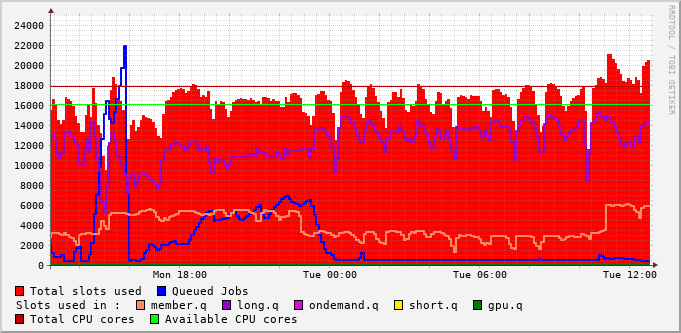 RRDTOOL / TOBI OETIKER
24000
22000
20000
18000
16000
14000
12000
10000
8000
6000
4000
2000
0
Mon 18:00 Tue 00:00 Tue 06:00 Tue 12:00
Total slots used Queued Jobs
Slots used in : member.q long.q ondemand.q short.q gpu.q
Total CPU cores Available CPU cores